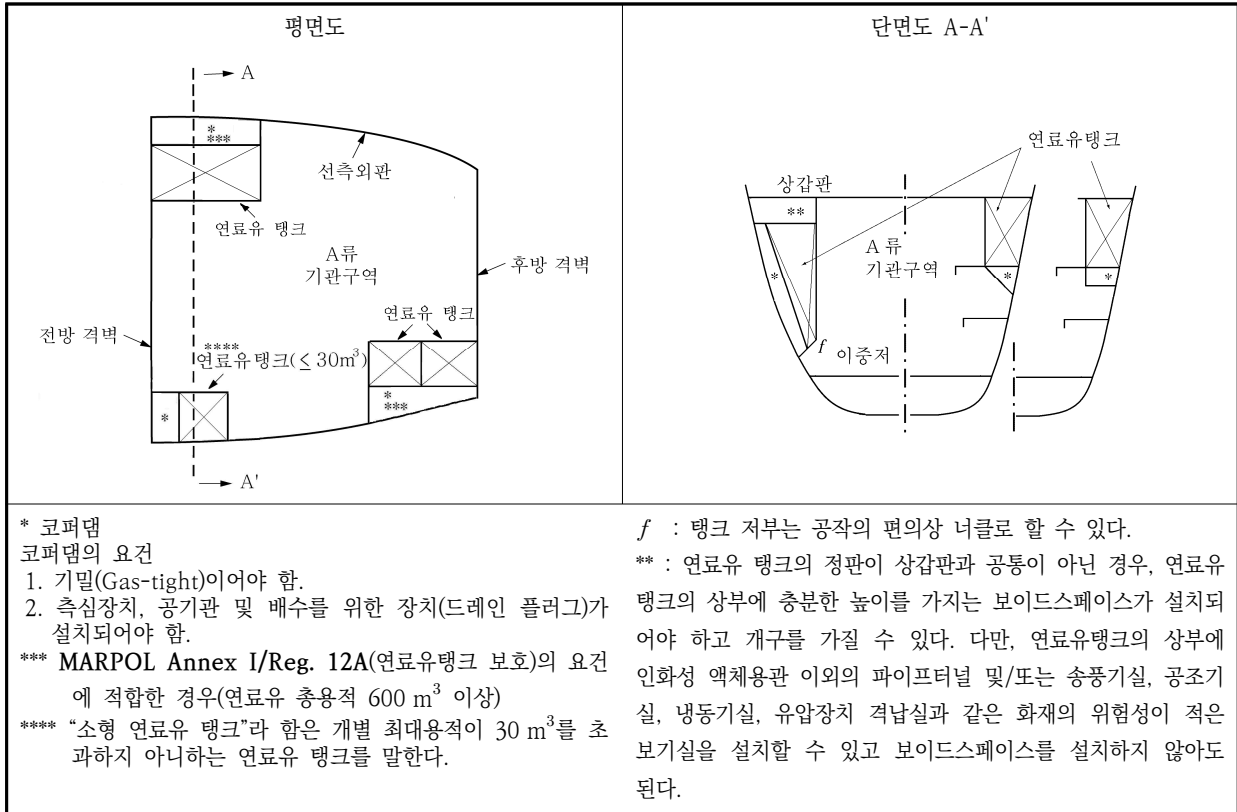 평면도
A
*
***
선측외판
연료유 탱크
A류
기관구역
후방 격벽
연료유 탱크
전방 격벽
****
연료유탱크(≤ 30m³)
*
*
***
A'
단면도 A-A'
연료유탱크
상갑판
**
A 류
기관구역
*
*
*
f 이중저
* 코퍼댐
코퍼댐의 요건
1. 기밀(Gas-tight)이어야 함.
2. 측심장치, 공기관 및 배수를 위한 장치(드레인 플러그)가
설치되어야 함.
*** MARPOL Annex I/Reg. 12A(연료유탱크 보호)의 요건
에 적합한 경우(연료유 총용적 600 m³ 이상)
**** “소형 연료유 탱크”라 함은 개별 최대용적이 30 m³를 초
과하지 아니하는 연료유 탱크를 말한다.
f : 탱크 저부는 공작의 편의상 너클로 할 수 있다.
** : 연료유 탱크의 정판이 상갑판과 공통이 아닌 경우, 연료유
탱크의 상부에 충분한 높이를 가지는 보이드스페이스가 설치되
어야 하고 개구를 가질 수 있다. 다만, 연료유탱크의 상부에
인화성 액체용관 이외의 파이프터널 및/또는 송풍기실, 공조기
실, 냉동기실, 유압장치 격납실과 같은 화재의 위험성이 적은
보기실을 설치할 수 있고 보이드스페이스를 설치하지 않아도
된다.